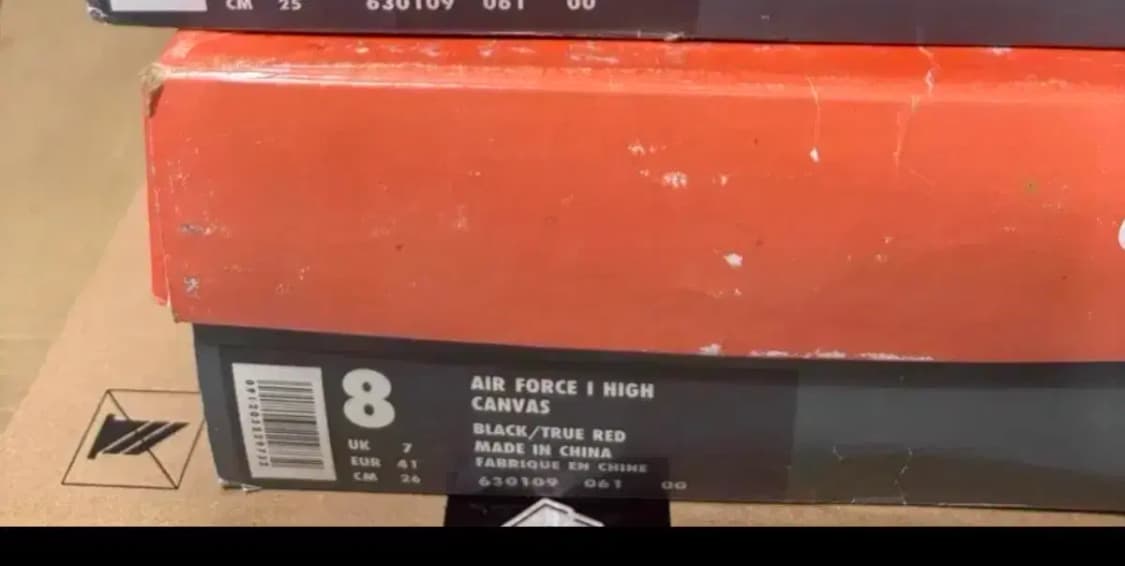 CM 25 630109 061 00
8
UK 7
EUR 41
CM 26
AIR FORCE I HIGH
CANVAS
BLACK/TRUE RED
MADE IN CHINA
FABRIQUE EN CHINE
630109 061 00